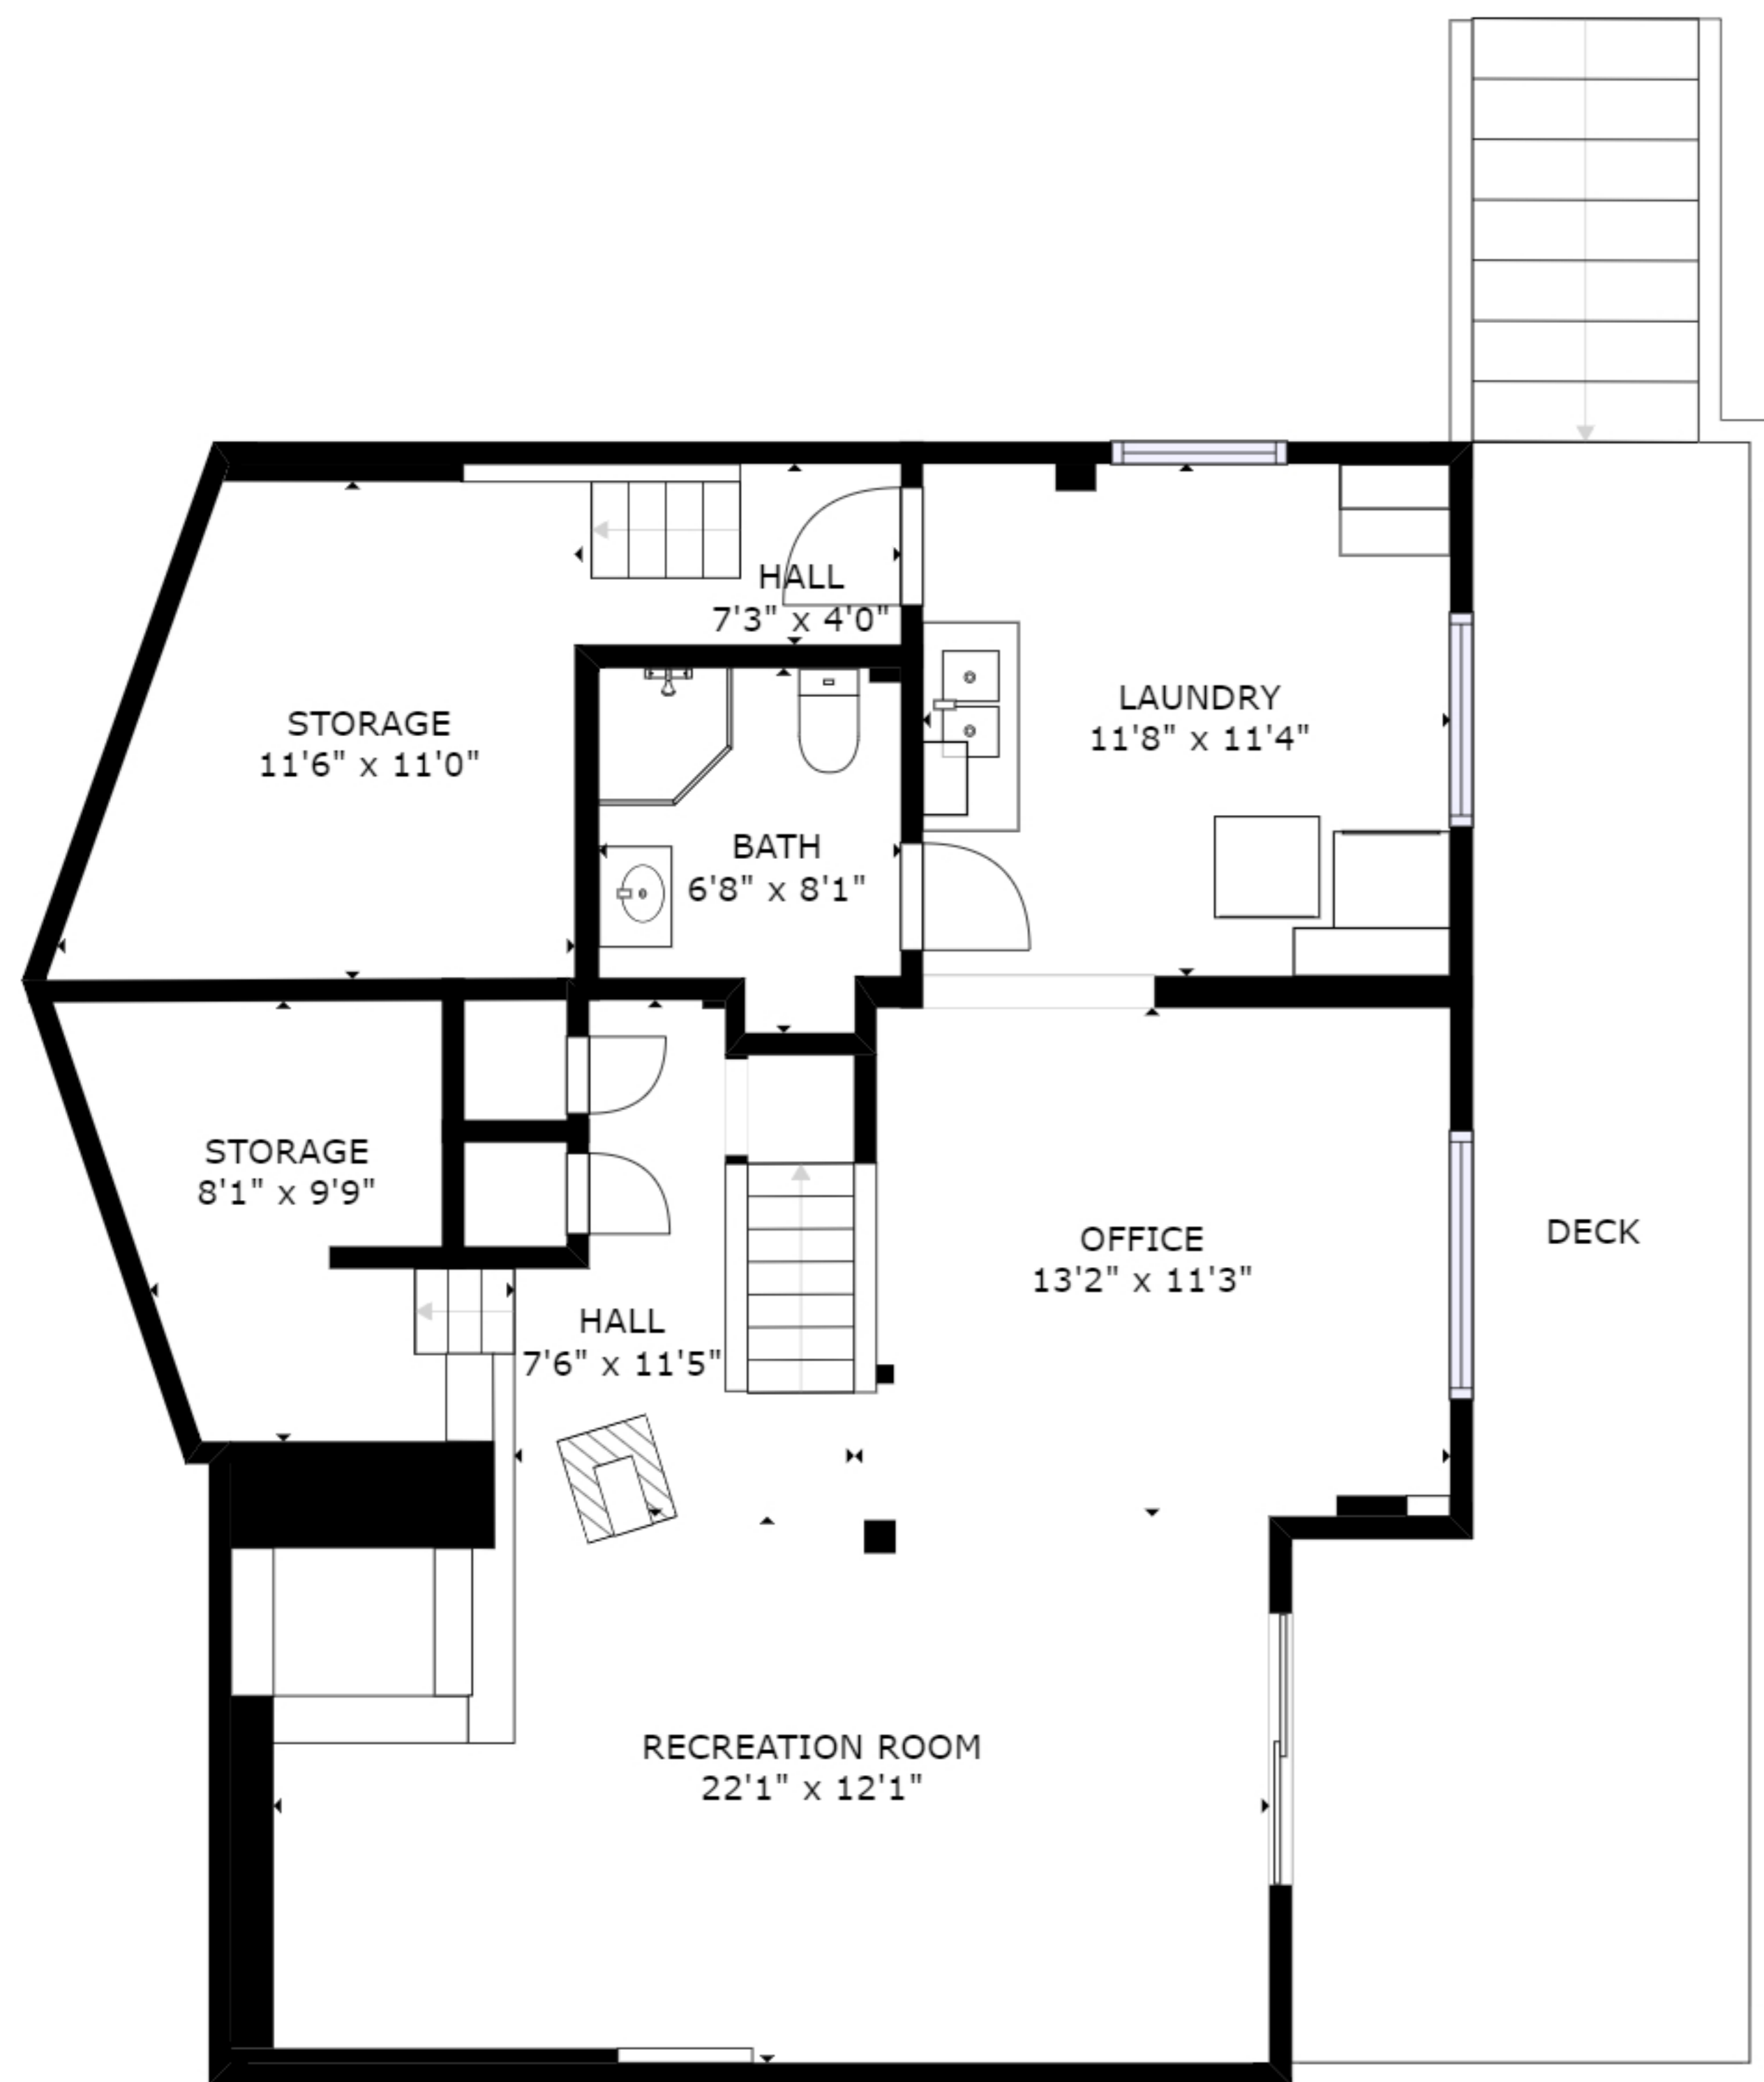 HALL
7'3" x 4'0"
STORAGE
11'6" x 11'0"
LAUNDRY
11'8" x 11'4"
BATH
6'8" x 8'1"
STORAGE
8'1" x 9'9"
OFFICE
13'2" x 11'3"
DECK
HALL
7'6" x 11'5"
RECREATION ROOM
22'1" x 12'1"